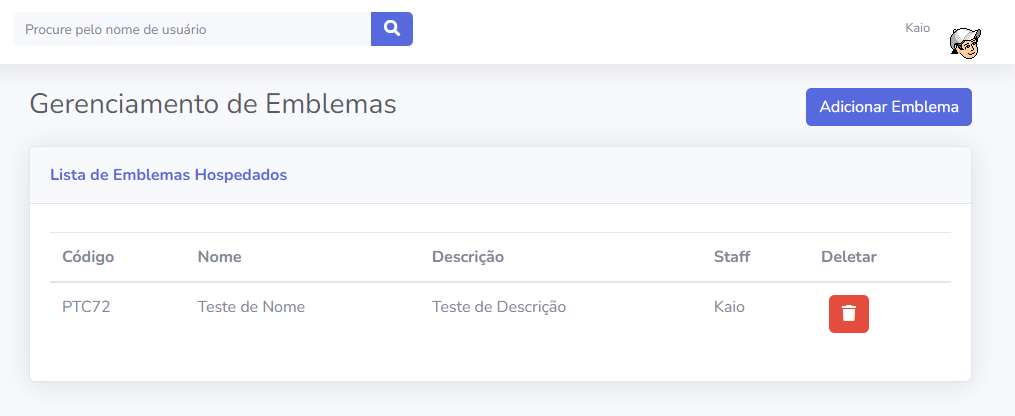 Procure pelo nome de usuário
Kaio
Gerenciamento de Emblemas
Adicionar Emblema
Lista de Emblemas Hospedados
Código Nome Descrição Staff Deletar
PTC72 Teste de Nome Teste de Descrição Kaio